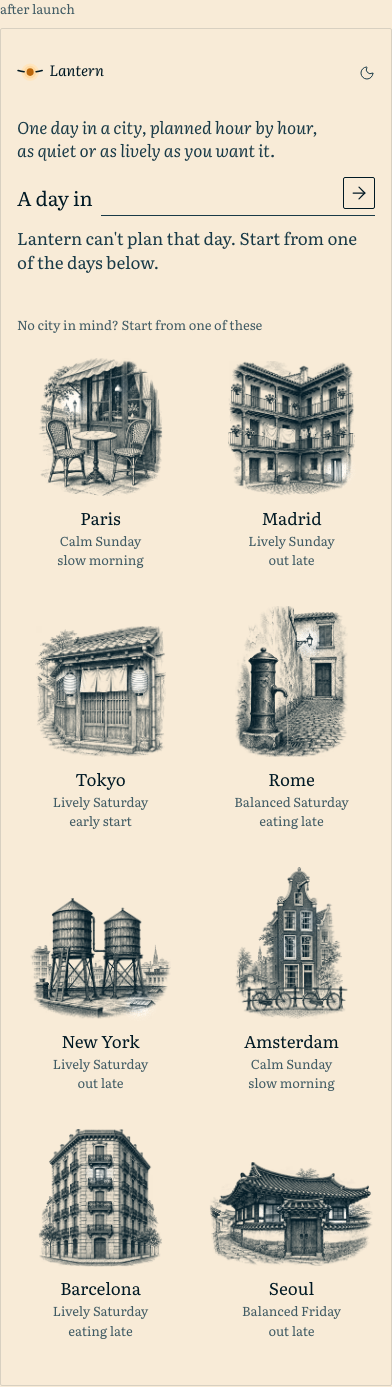 after launch
Lantern
One day in a city, planned hour by hour,
as quiet or as lively as you want it.
A day in
Lantern can't plan that day. Start from one
of the days below.
No city in mind? Start from one of these
Paris
Calm Sunday
slow morning
Madrid
Lively Sunday
out late
Tokyo
Lively Saturday
early start
Rome
Balanced Saturday
eating late
New York
Lively Saturday
out late
Amsterdam
Calm Sunday
slow morning
Barcelona
Lively Saturday
eating late
Seoul
Balanced Friday
out late